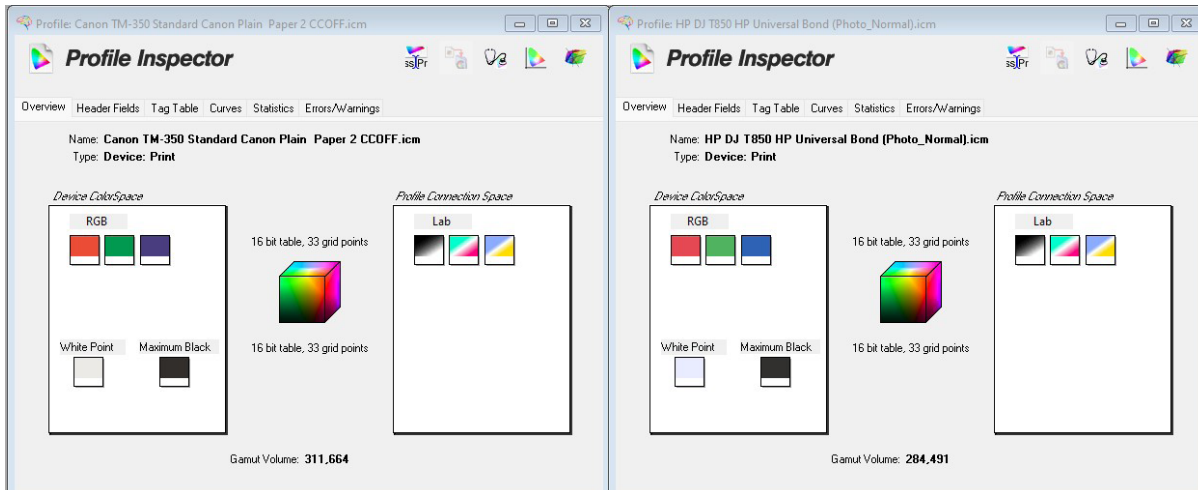 Profile: Canon TM-350 Standard Canon Plain  Paper 2 CCOFF.icm
Profile Inspector
ss Pr
Overview Header Fields Tag Table Curves Statistics Errors/Warnings
Name: Canon TM-350 Standard Canon Plain  Paper 2 CCOFF.icm
Type: Device: Print
Device ColorSpace
Profile Connection Space
RGB
Lab
16 bit table, 33 grid points
White Point
Maximum Black
16 bit table, 33 grid points
Gamut Volume: 311,664
Profile: HP DJ T850 HP Universal Bond (Photo_Normal).icm
Profile Inspector
ss Pr
Overview Header Fields Tag Table Curves Statistics Errors/Warnings
Name: HP DJ T850 HP Universal Bond (Photo_Normal).icm
Type: Device: Print
Device ColorSpace
Profile Connection Space
RGB
Lab
16 bit table, 33 grid points
White Point
Maximum Black
16 bit table, 33 grid points
Gamut Volume: 284,491